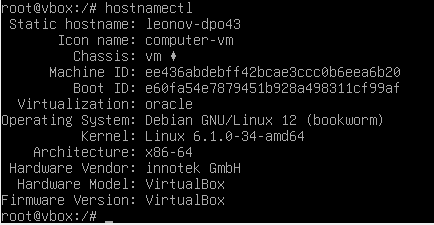 root@vbox:/# hostnamectl
Static hostname: leonov-dpo43
Icon name: computer-vm
Chassis: vm ♦
Machine ID: ee436abdebff42bcae3ccc0b6eea6b20
Boot ID: e60fa54e7879451b928a498311cf99af
Virtualization: oracle
Operating System: Debian GNU/Linux 12 (bookworm)
Kernel: Linux 6.1.0-34-amd64
Architecture: x86-64
Hardware Vendor: innotek GmbH
Hardware Model: VirtualBox
Firmware Version: VirtualBox
root@vbox:/# _